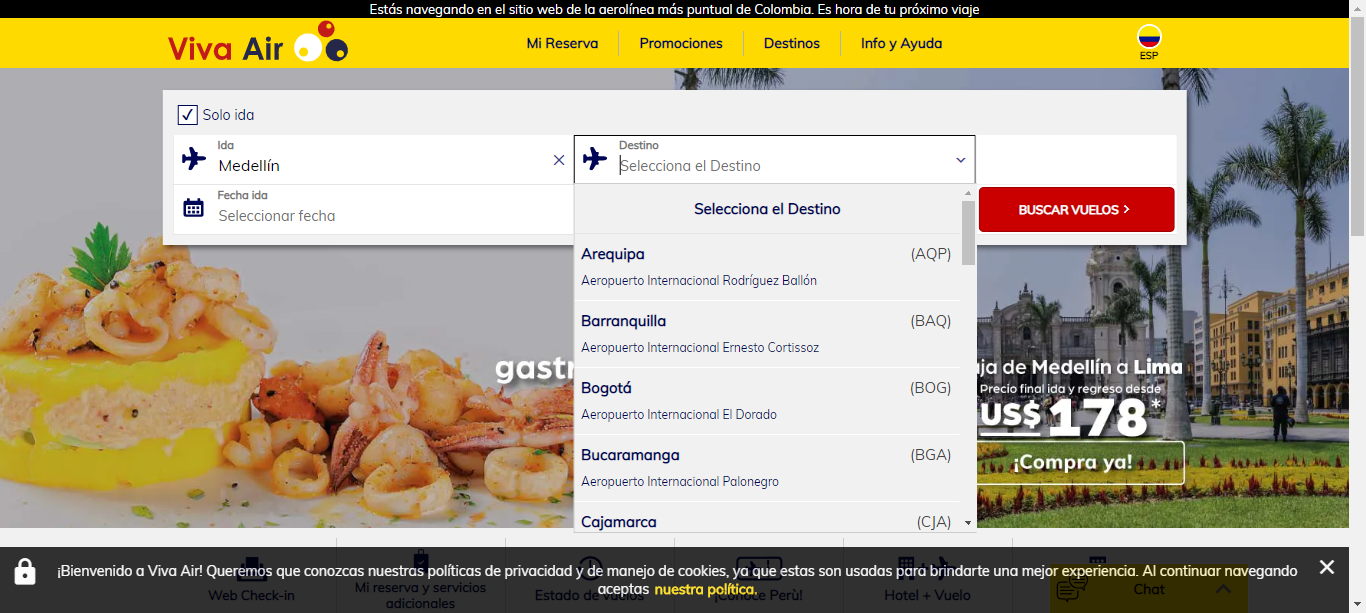 Estás navegando en el sitio web de la aerolínea más puntual de Colombia. Es hora de tu próximo viaje
Viva Air
Mi Reserva
Promociones
Destinos
Info y Ayuda
ESP
Solo ida
Ida
Medellín
Destino
Selecciona el Destino
Fecha ida
Seleccionar fecha
BUSCAR VUELOS >
Selecciona el Destino
Arequipa (AQP)
Aeropuerto Internacional Rodríguez Ballón
Barranquilla (BAQ)
Aeropuerto Internacional Ernesto Cortissoz
Bogotá (BOG)
Aeropuerto Internacional El Dorado
Bucaramanga (BGA)
Aeropuerto Internacional Palonegro
Cajamarca (CJA)
gastr
ja de Medellín a Lima
Precio final ida y regreso desde
US$ 178*
¡Compra ya!
¡Bienvenido a Viva Air! Queremos que conozcas nuestras políticas de privacidad y de manejo de cookies, ya que estas son usadas para brindarte una mejor experiencia. Al continuar navegando
aceptas nuestra política.
Web Check-in
Mi reserva y servicios
adicionales
Estado de vuelos
¡Conoce Perù!
Hotel + Vuelo
Chat